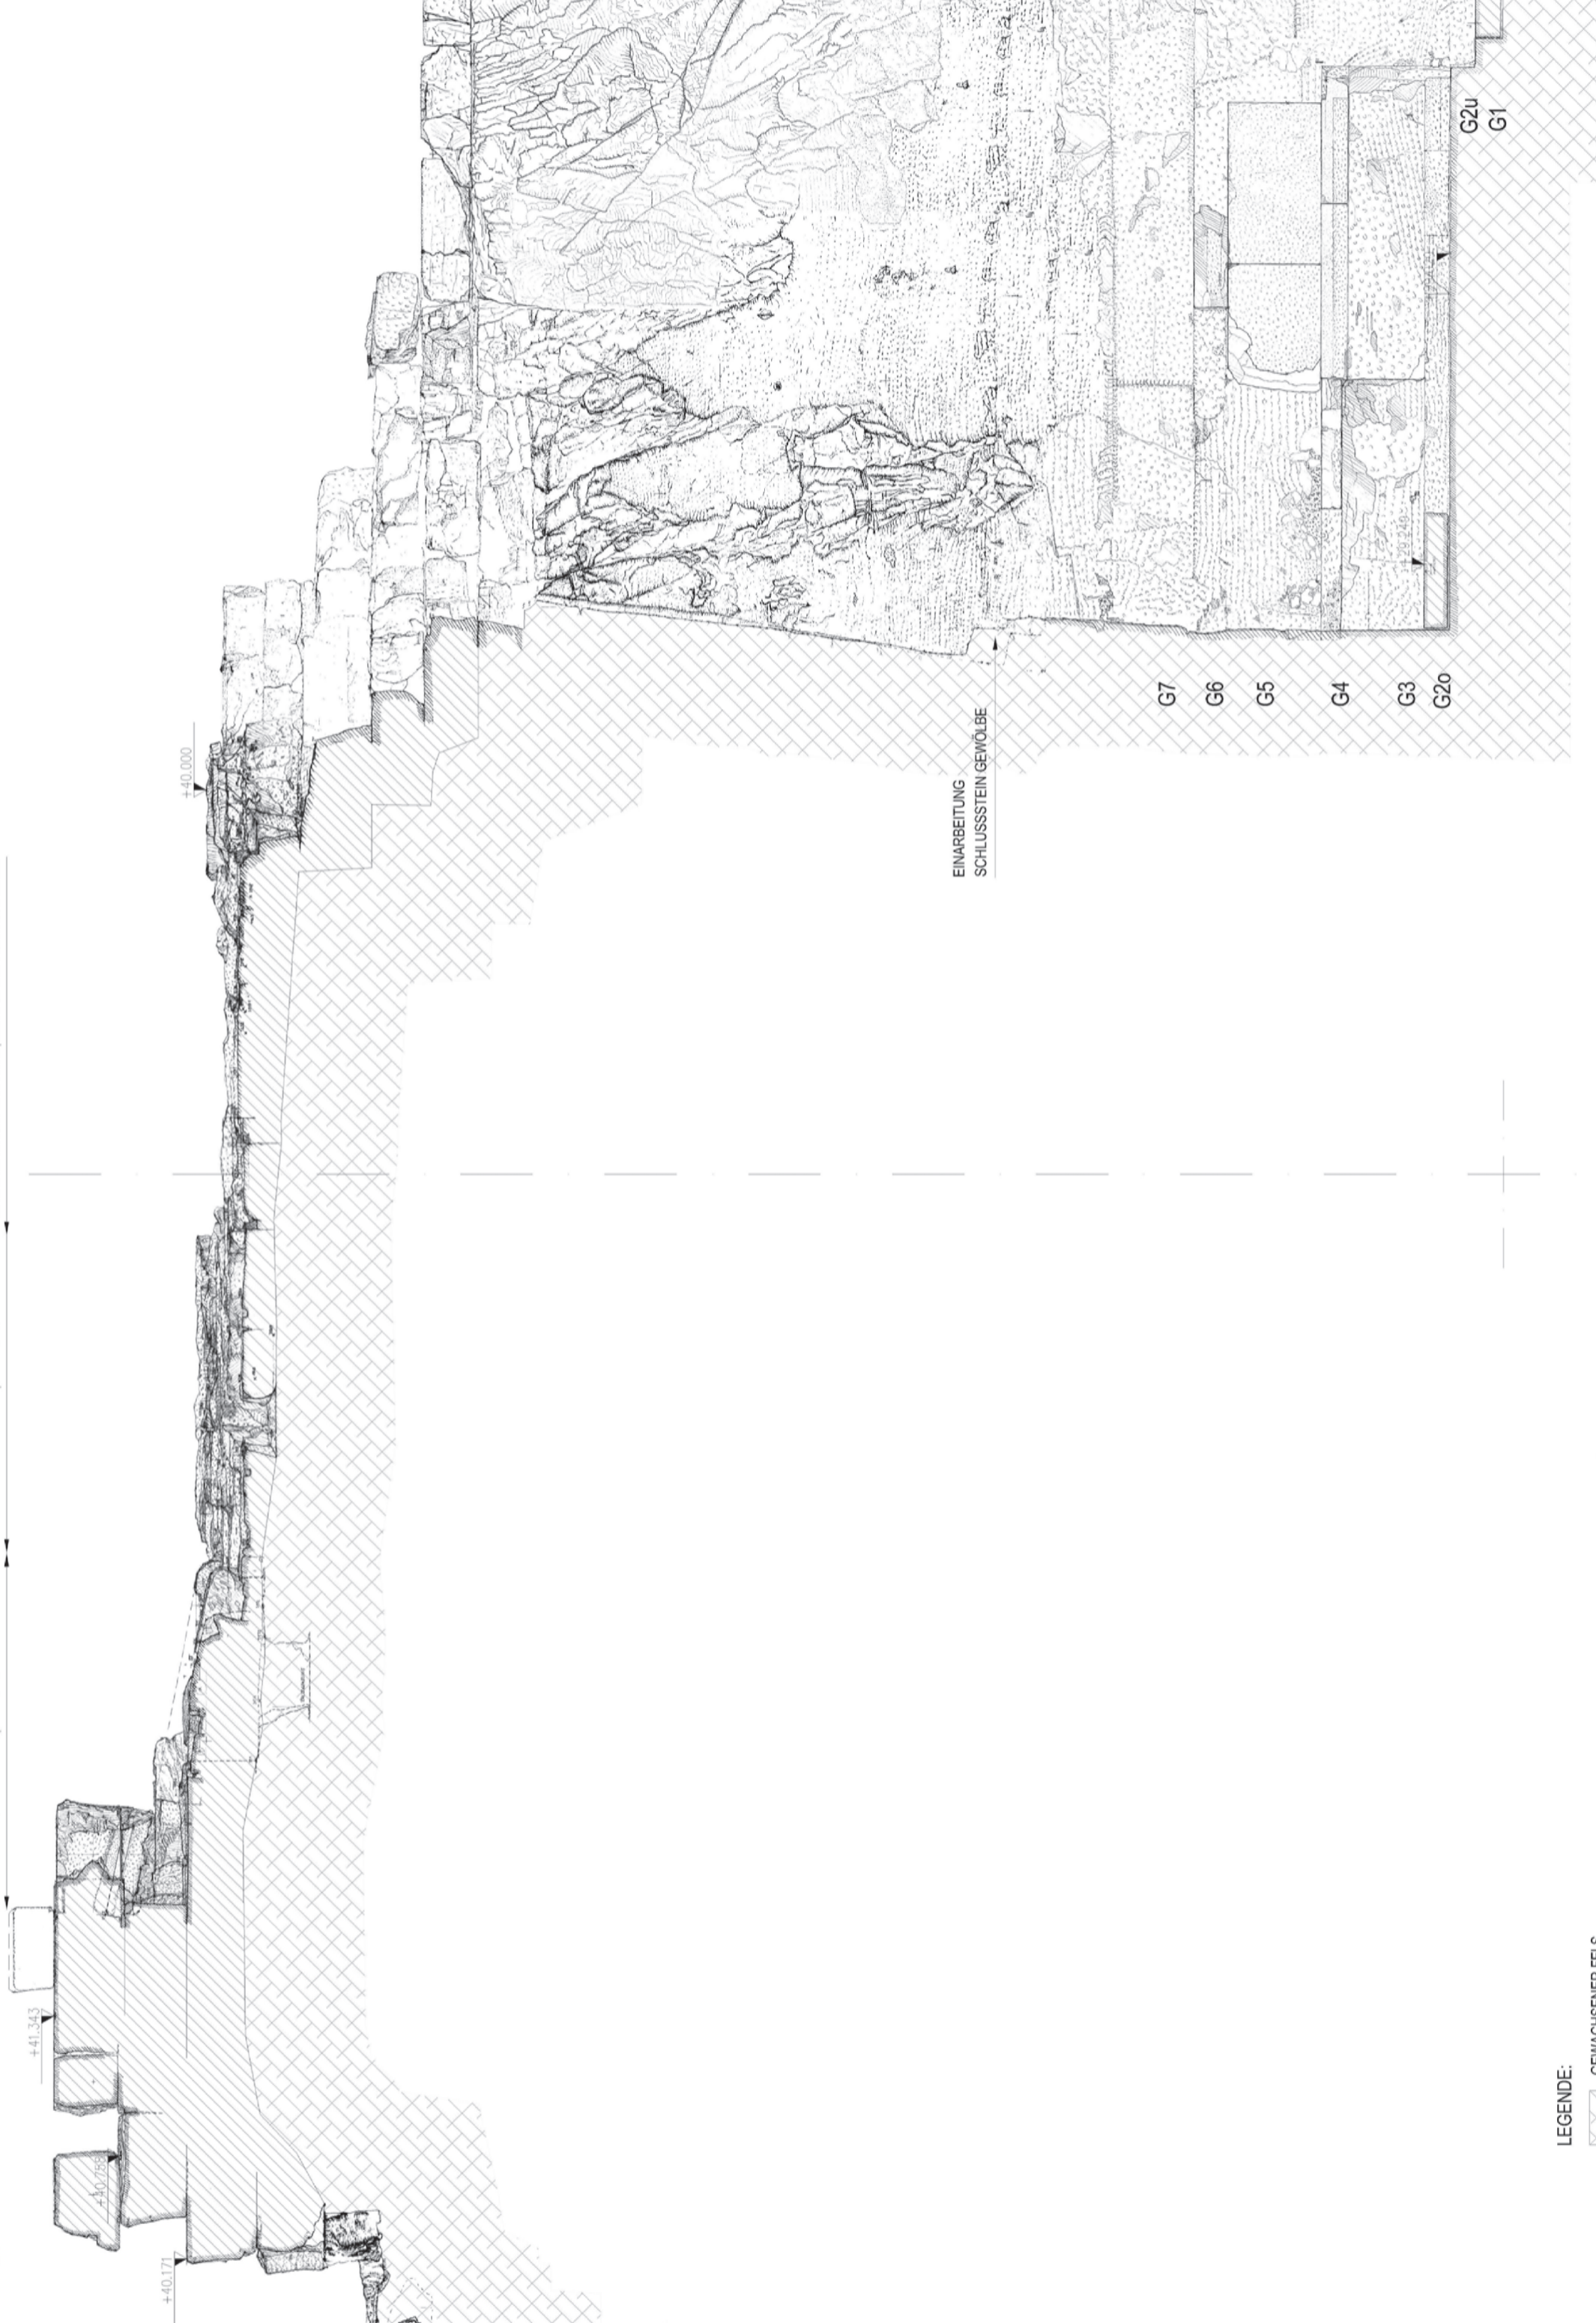 +40.171
+41.343
+40.000
EINARBEITUNG
SCHLUSSSTEIN GEWÖLBE
G7
G6
G5
G4
G3
G2o
G2u
G1
LEGENDE:
GEWACHSENER FELS